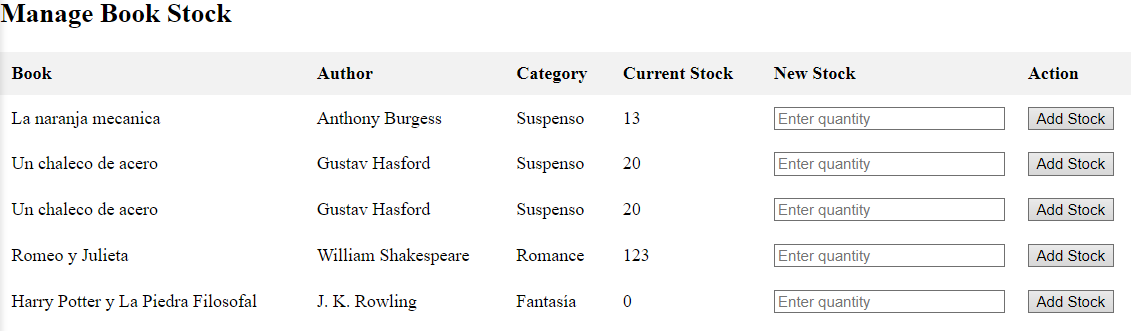 Manage Book Stock
Book Author Category Current Stock New Stock Action
La naranja mecanica Anthony Burgess Suspenso 13 Enter quantity Add Stock
Un chaleco de acero Gustav Hasford Suspenso 20 Enter quantity Add Stock
Un chaleco de acero Gustav Hasford Suspenso 20 Enter quantity Add Stock
Romeo y Julieta William Shakespeare Romance 123 Enter quantity Add Stock
Harry Potter y La Piedra Filosofal J. K. Rowling Fantasía 0 Enter quantity Add Stock